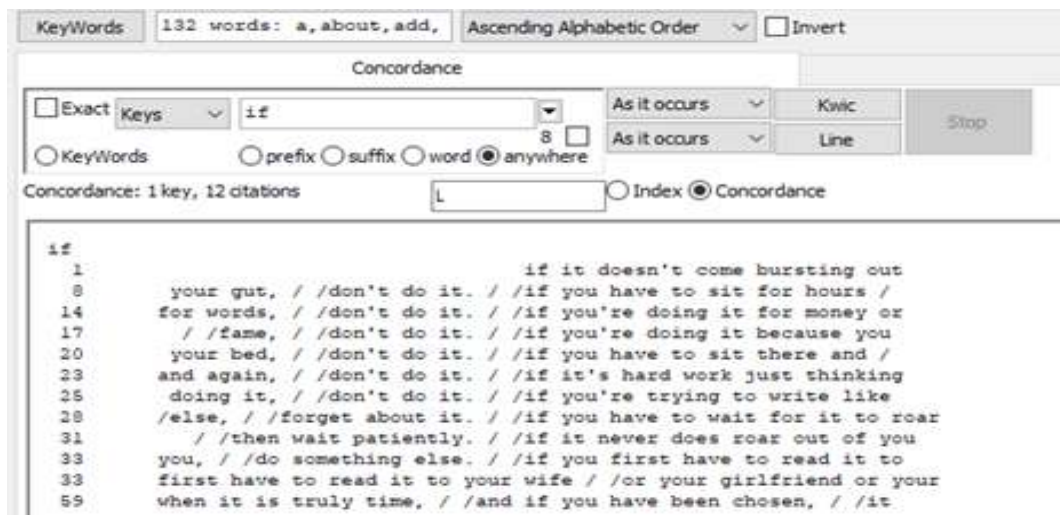 KeyWords 132 words: a,about,add, Ascending Alphabetic Order Invert
Concordance
Exact Keys if As it occurs Kwic Stop
8 As it occurs Line
KeyWords prefix suffix word anywhere
Concordance: 1 key, 12 citations L Index Concordance
if
1 if it doesn't come bursting out
8 your gut, / /don't do it. / /if you have to sit for hours /
14 for words, / /don't do it. / /if you're doing it for money or
17 / /fame, / /don't do it. / /if you're doing it because you
20 your bed, / /don't do it. / /if you have to sit there and /
23 and again, / /don't do it. / /if it's hard work just thinking
25 doing it, / /don't do it. / /if you're trying to write like
28 /else, / /forget about it. / /if you have to wait for it to roar
31 / /then wait patiently. / /if it never does roar out of you
33 you, / /do something else. / /if you first have to read it to
33 first have to read it to your wife / /or your girlfriend or your
59 when it is truly time, / /and if you have been chosen, / /it